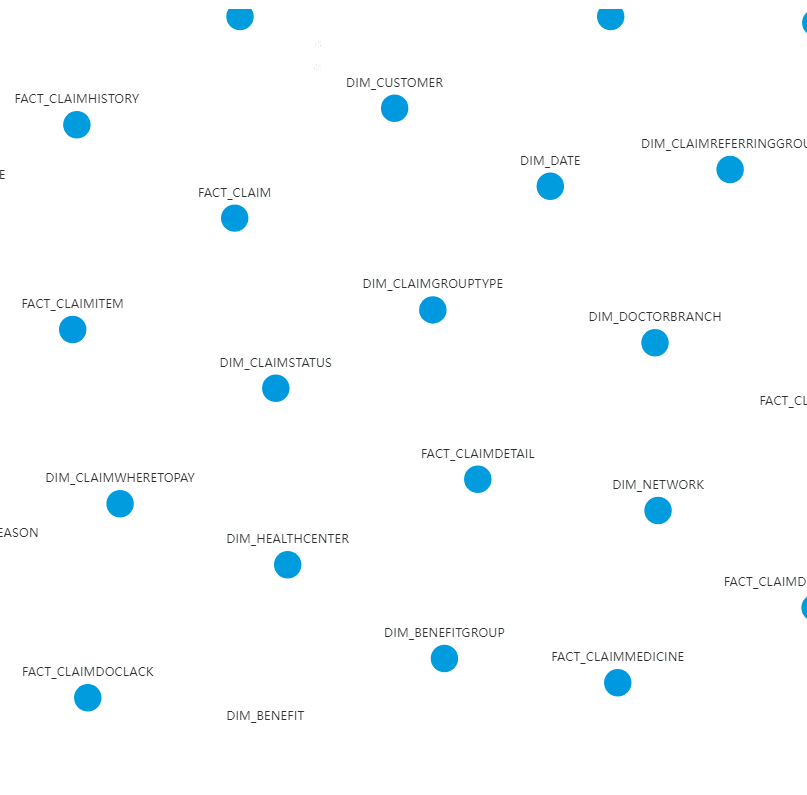 DIM_CUSTOMER
FACT_CLAIMHISTORY
DIM_CLAIMREFERRINGGROU
DIM_DATE
E
FACT_CLAIM
DIM_CLAIMGROUPTYPE
FACT_CLAIMITEM
DIM_DOCTORBRANCH
DIM_CLAIMSTATUS
FACT_CL
FACT_CLAIMDETAIL
DIM_CLAIMWHERETOPAY
DIM_NETWORK
EASON
DIM_HEALTHCENTER
FACT_CLAIMD
DIM_BENEFITGROUP
FACT_CLAIMMEDICINE
FACT_CLAIMDOCLACK
DIM_BENEFIT